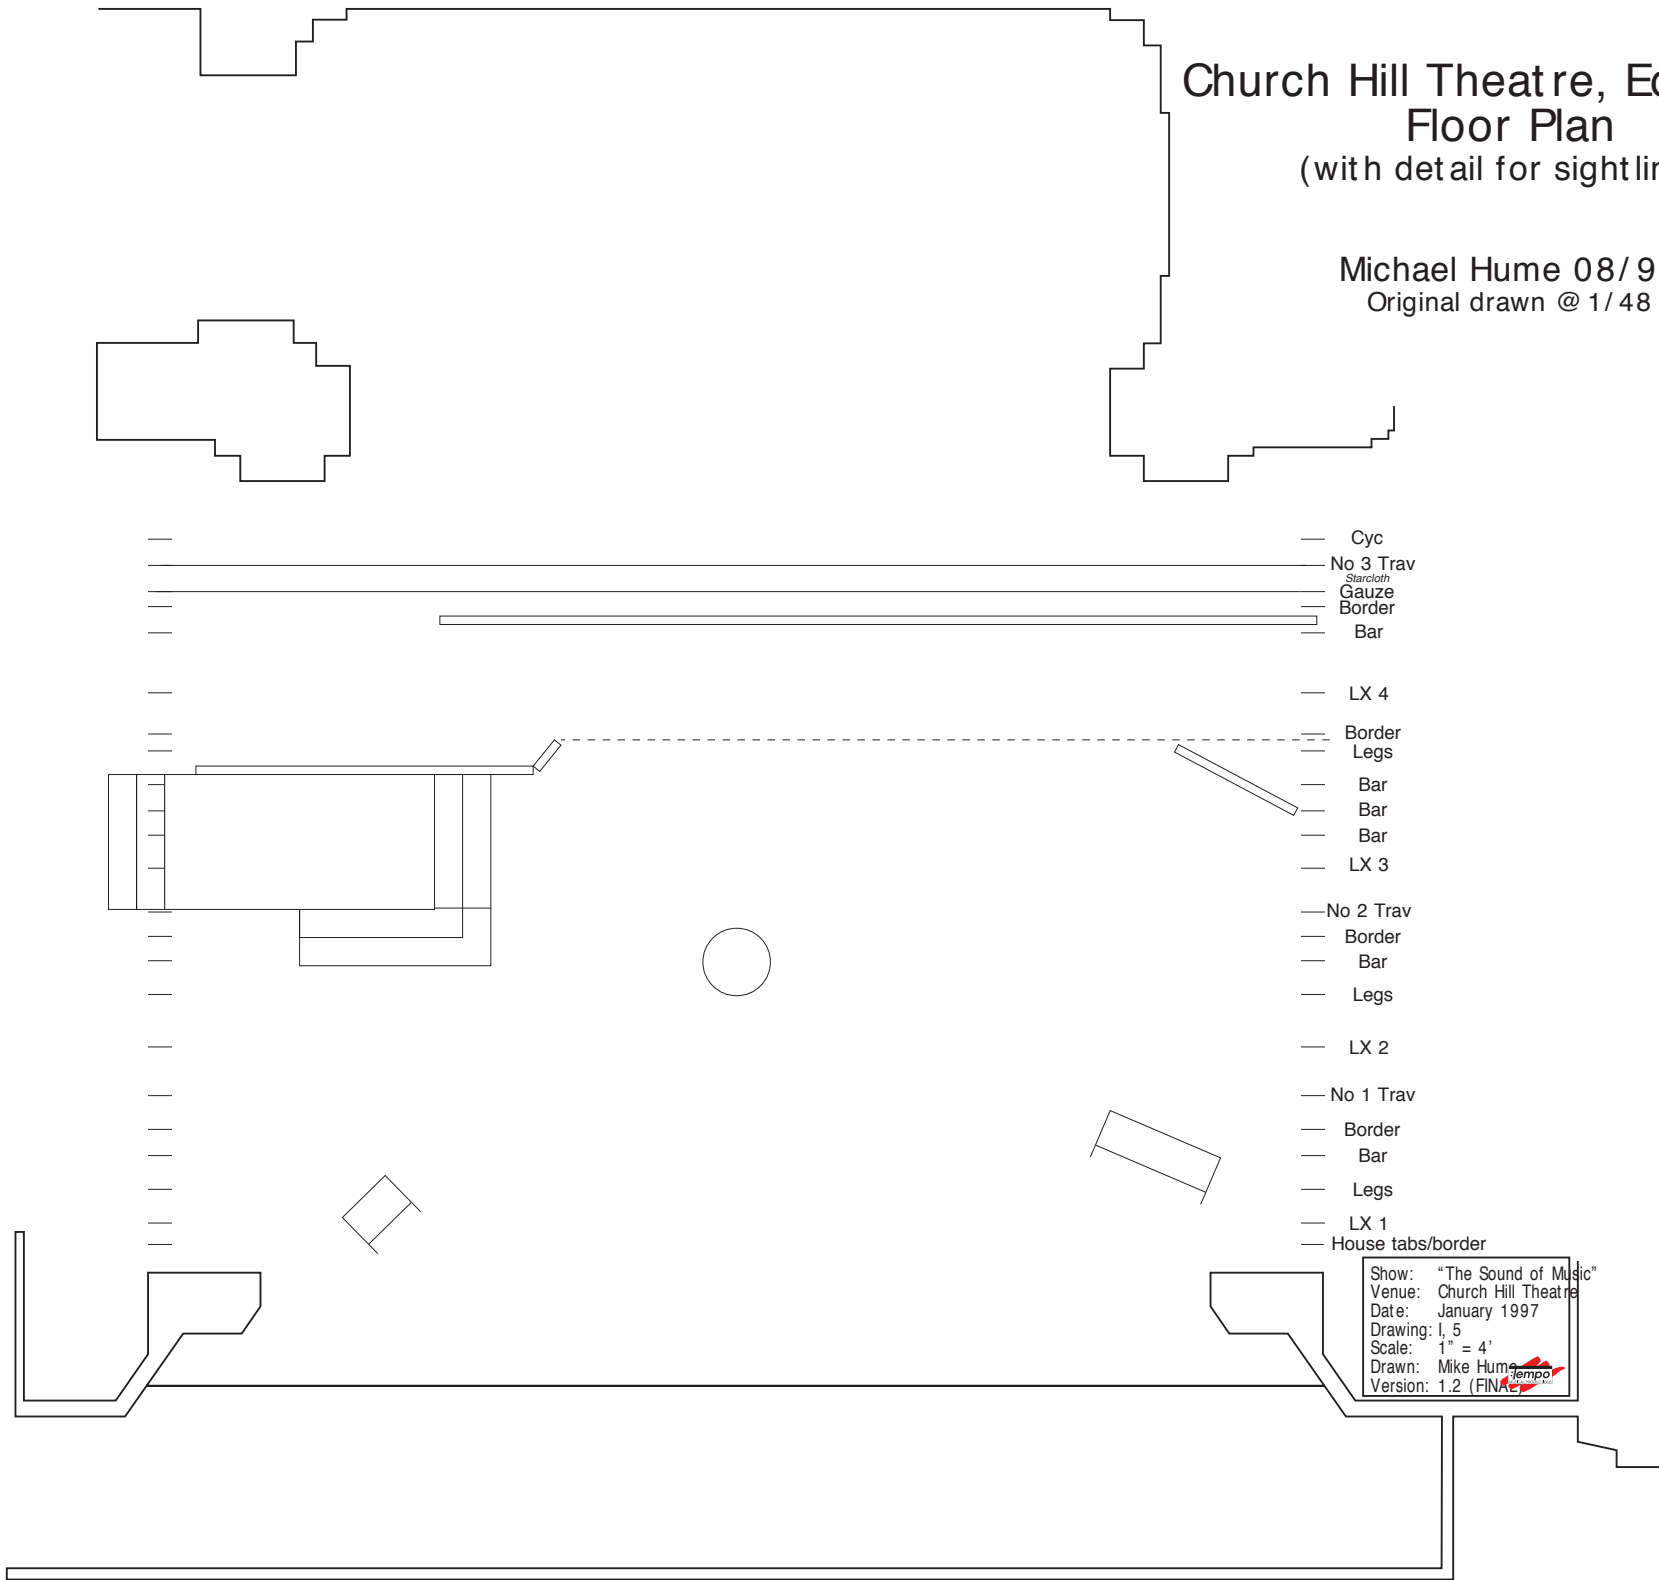 Church Hill Theatre, Ed
Floor Plan
(with detail for sightlin
Michael Hume 08/9
Original drawn @ 1/48
Cyc
No 3 Trav
Starcloth
Gauze
Border
Bar
LX 4
Border
Legs
Bar
Bar
Bar
LX 3
No 2 Trav
Border
Bar
Legs
LX 2
No 1 Trav
Border
Bar
Legs
LX 1
House tabs/border
Show: "The Sound of Music"
Venue: Church Hill Theatre
Date: January 1997
Drawing: I, 5
Scale: 1" = 4'
Drawn: Mike Hume
Version: 1.2 (FINAL)
Tempo